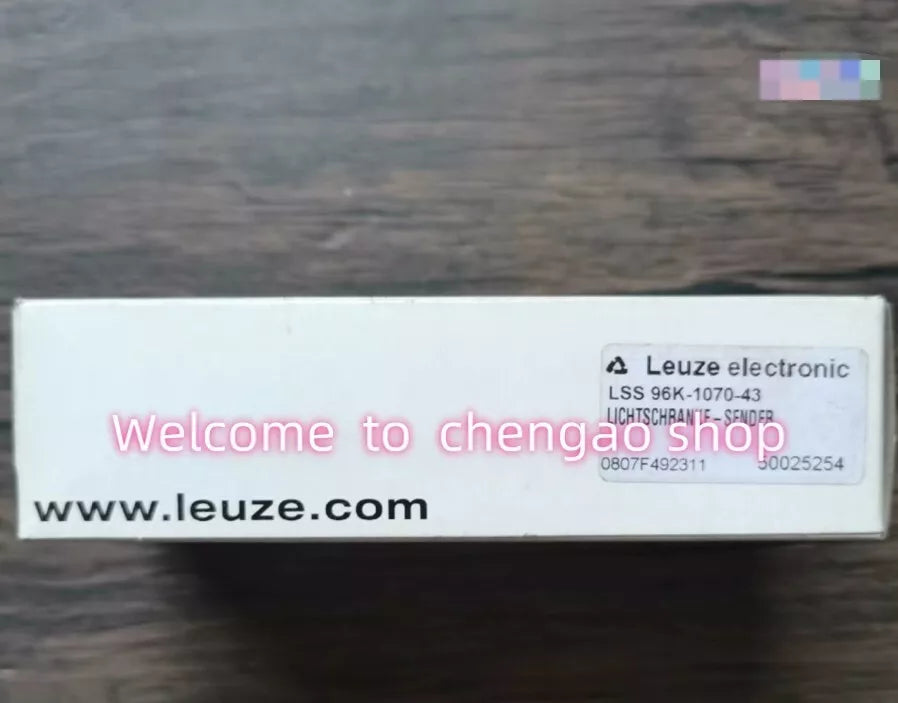 Leuze electronic
LSS 96K-1070-43
LICHTSCHRANKE-SENDER
Welcome to chengao shop
0807F492311 50025254
www.leuze.com